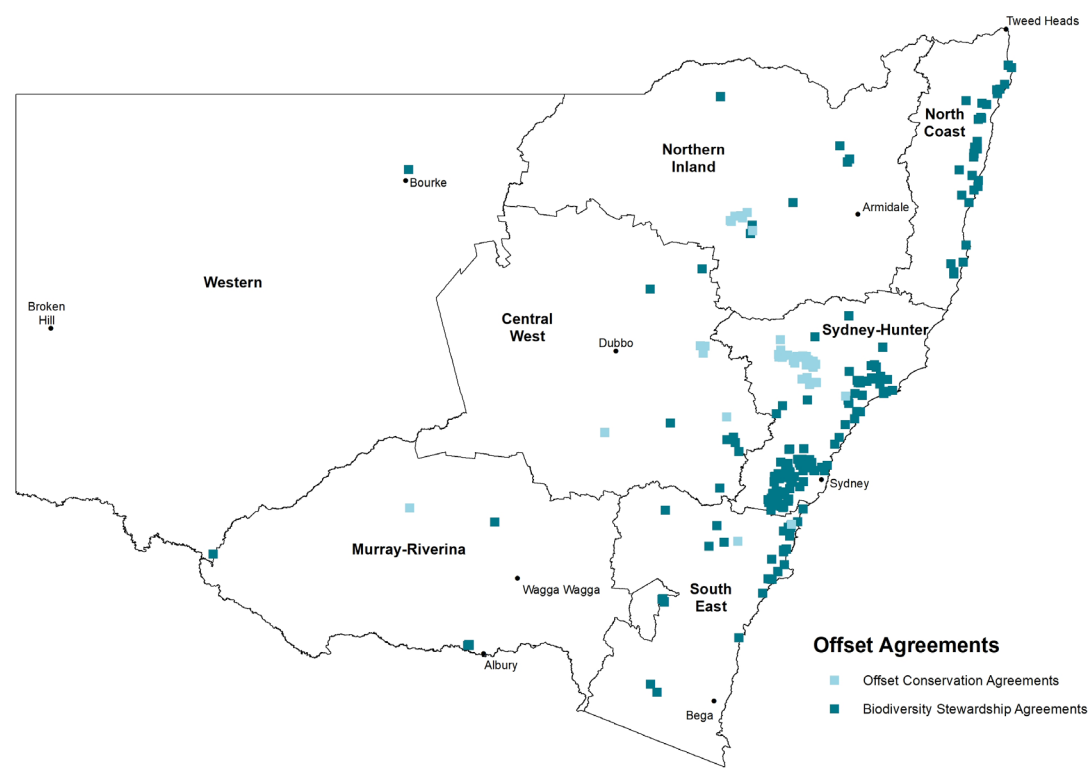 Tweed Heads
North
Coast
Northern
Inland
Bourke
Armidale
Western
Broken
Hill
Central
West
Dubbo
Sydney-Hunter
Sydney
Murray-Riverina
Wagga Wagga
South
East
Albury
Bega
Offset Agreements
Offset Conservation Agreements
Biodiversity Stewardship Agreements